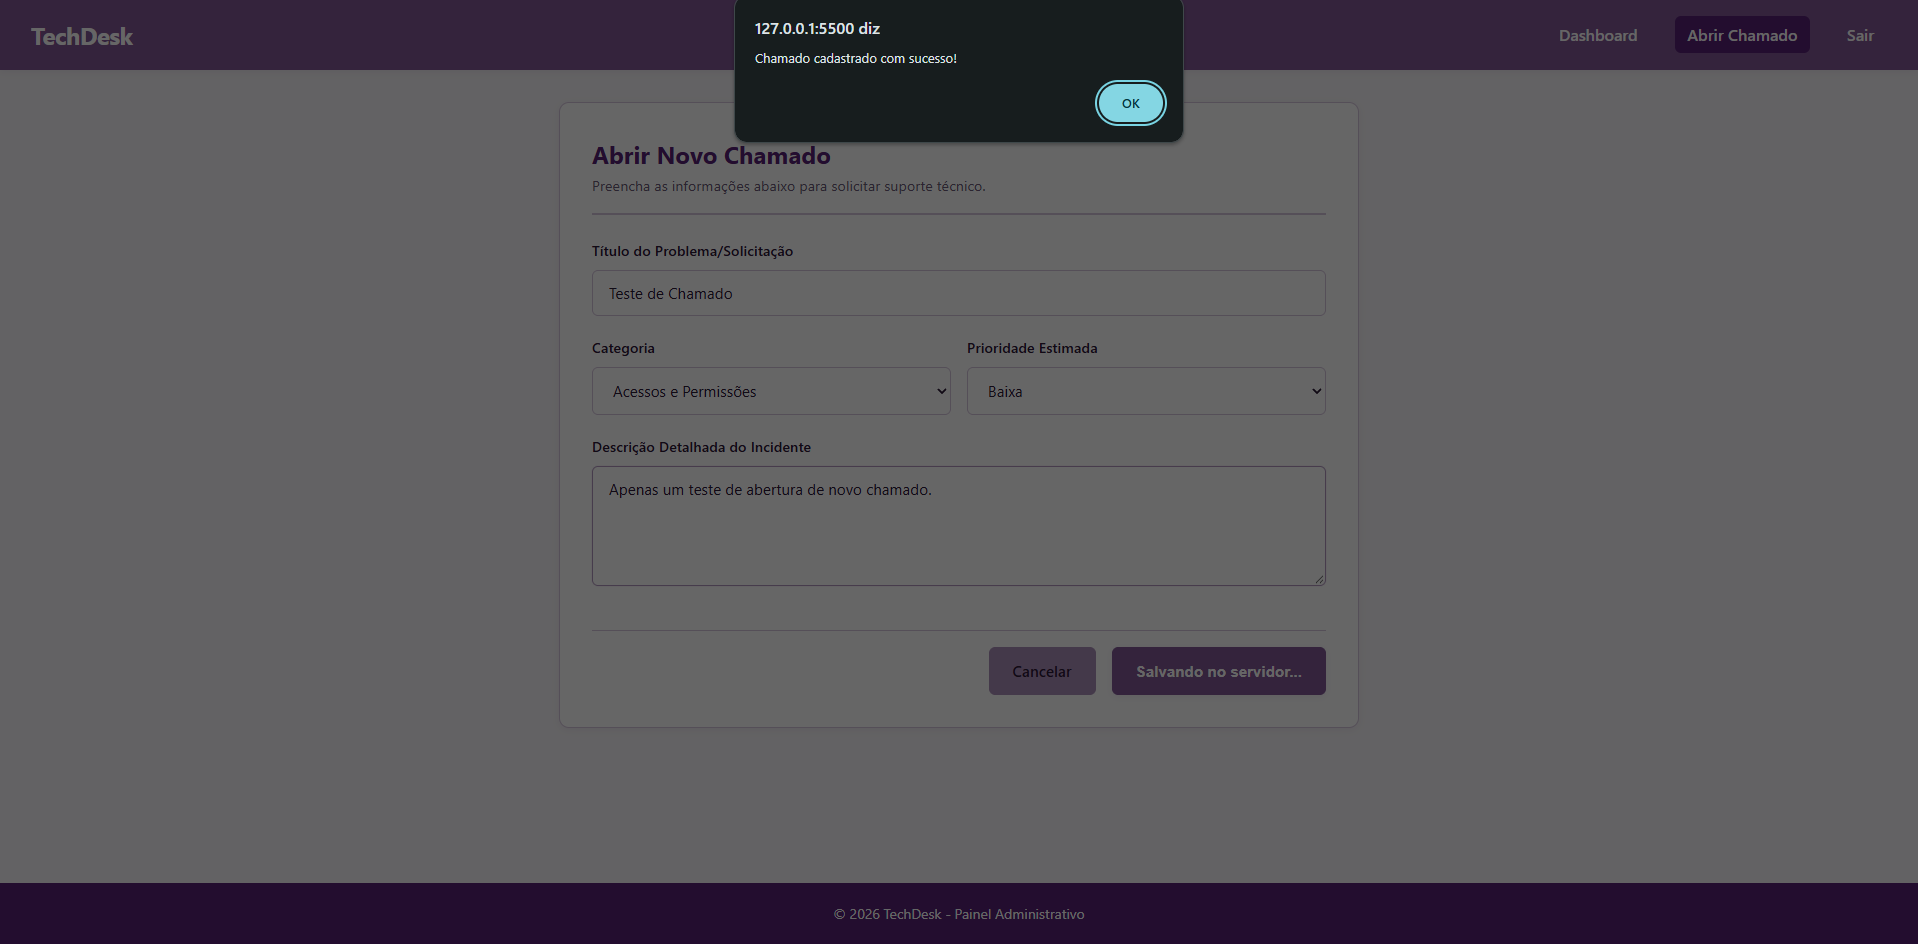 TechDesk
Dashboard
Abrir Chamado
Sair
127.0.0.1:5500 diz
Chamado cadastrado com sucesso!
OK
Abrir Novo Chamado
Preencha as informações abaixo para solicitar suporte técnico.
Título do Problema/Solicitação
Teste de Chamado
Categoria
Prioridade Estimada
Acessos e Permissões
Baixa
Descrição Detalhada do Incidente
Apenas um teste de abertura de novo chamado.
Cancelar
Salvando no servidor...
© 2026 TechDesk - Painel Administrativo